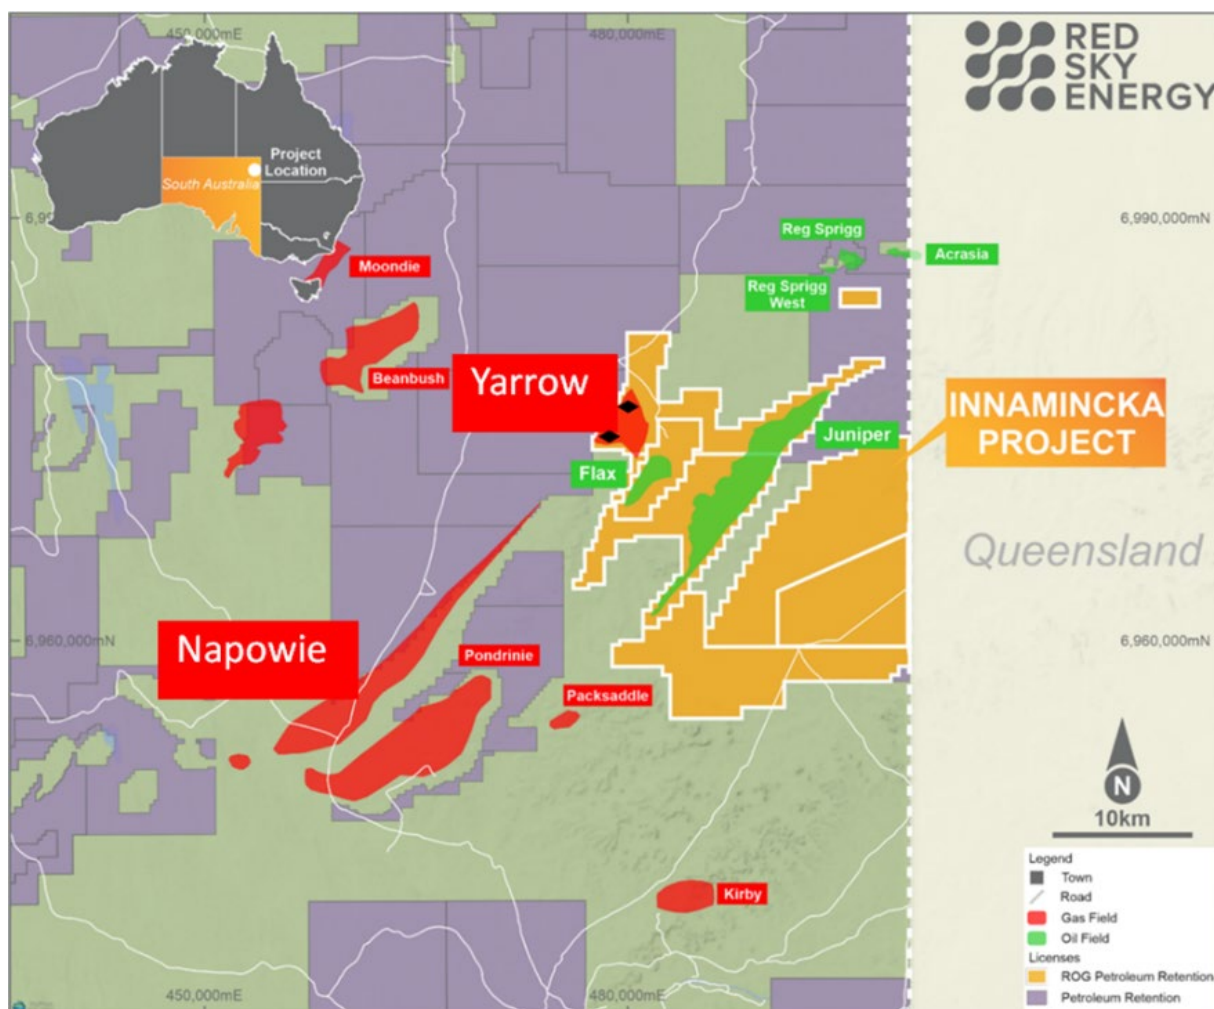 450,000mE
480,000mE
RED
SKY
ENERGY
Project
Location
South Australia
6,99
6,990,000mN
Reg Sprigg
Acrasia
Moondie
Reg Sprigg
West
Beanbush
Yarrow
INNAMINCKA
PROJECT
Juniper
Flax
Queensland
6,960,000mN
6,960,000mN
Napowie
Pondrinie
Packsaddle
N
10km
Kirby
Legend
Town
Road
Gas Field
Oil Field
Licenses
ROG Petroleum Retention
Petroleum Retention
450,000mE
480,000mE